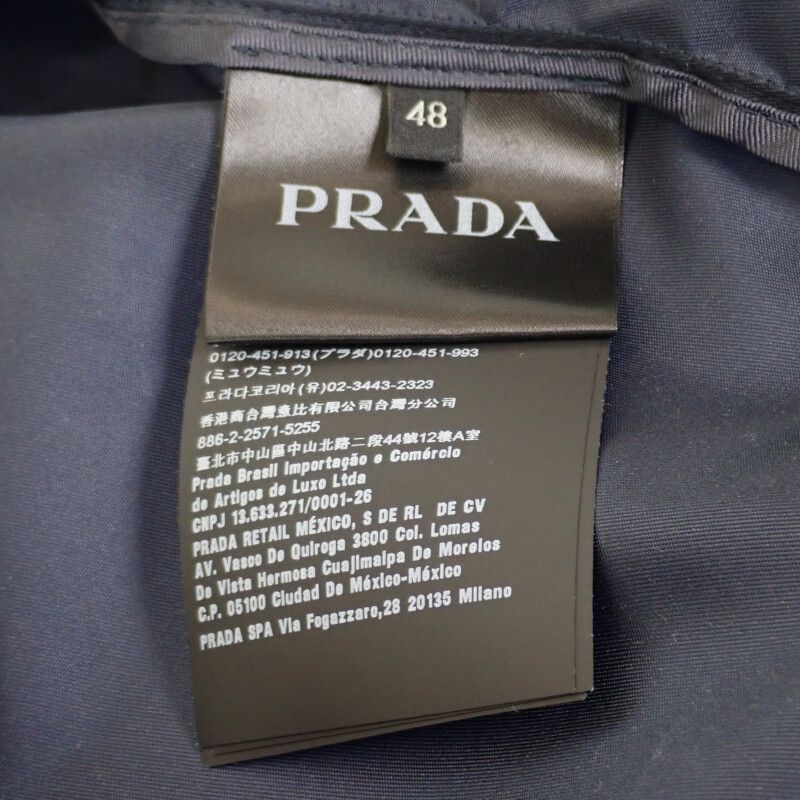 48
PRADA
0120-451-913(プラダ)0120-451-993
(ミュウミュウ)
프라다코리아(유)02-3443-2323
香港商台灣意比有限公司台灣分公司
886-2-2571-5255
臺北市中山區中山北路二段44號12樓A室
Prada Brasil Importação e Comércio
de Artigos de Luxo Ltda
CNPJ 13.633.271/0001-26
PRADA RETAIL MÉXICO, S DE RL DE CV
AV. Vasco De Quiroga 3800 Col. Lomas
De Vista Hermosa Cuajimalpa De Morelos
C.P. 05100 Ciudad De México-México
PRADA SPA Via Fogazzaro,28 20135 Milano